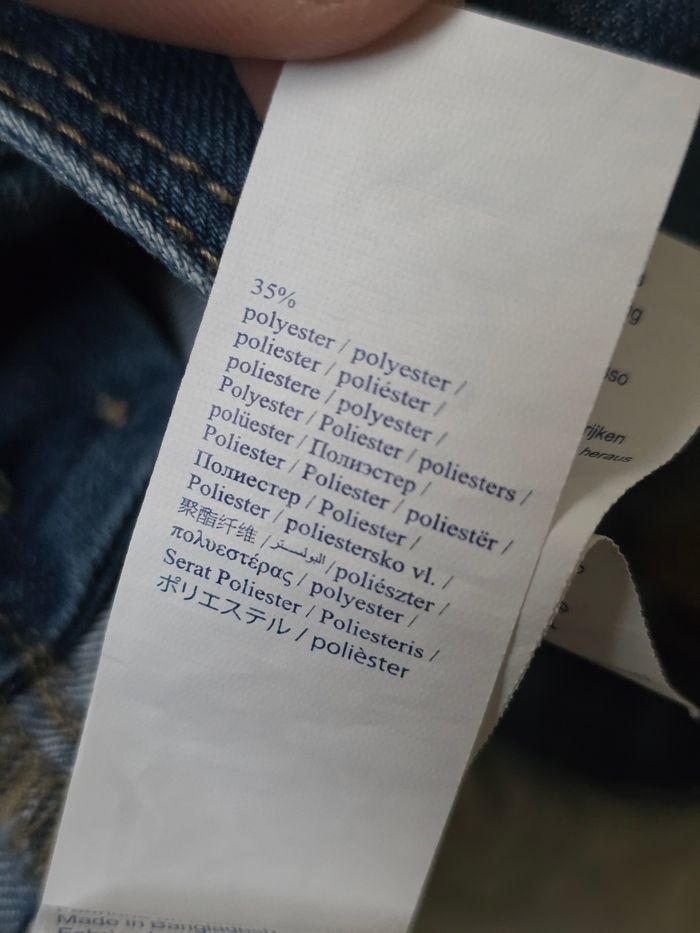 35%
polyester / polyester /
poliester / poliéster /
poliestere / polyester /
Polyester / Poliester / poliesters /
polüester / Полиэстер /
Poliester / Poliester / poliestër /
Полиестер / Poliester /
Poliester / poliestersko vl. /
聚酯纤维 / البوليستر / poliészter /
πολυεστέρας / polyester /
Serat Poliester / Poliesteris /
ポリエステル / polièster
Made in Bangladesh
rijken
heraus